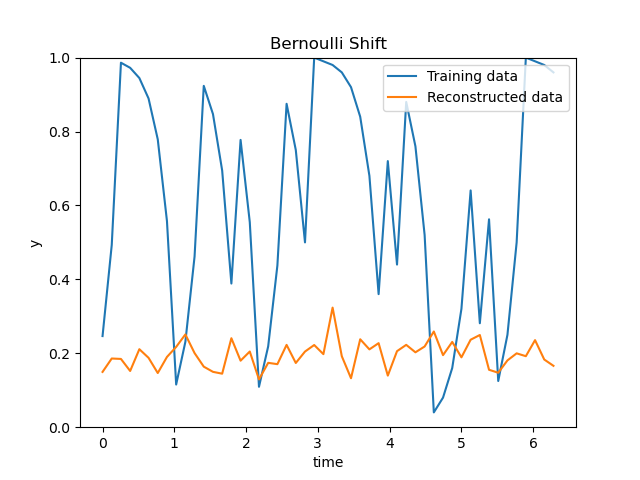 Bernoulli Shift
Training data
Reconstructed data
y
1.0
0.8
0.6
0.4
0.2
0.0
0 1 2 3 4 5 6
time